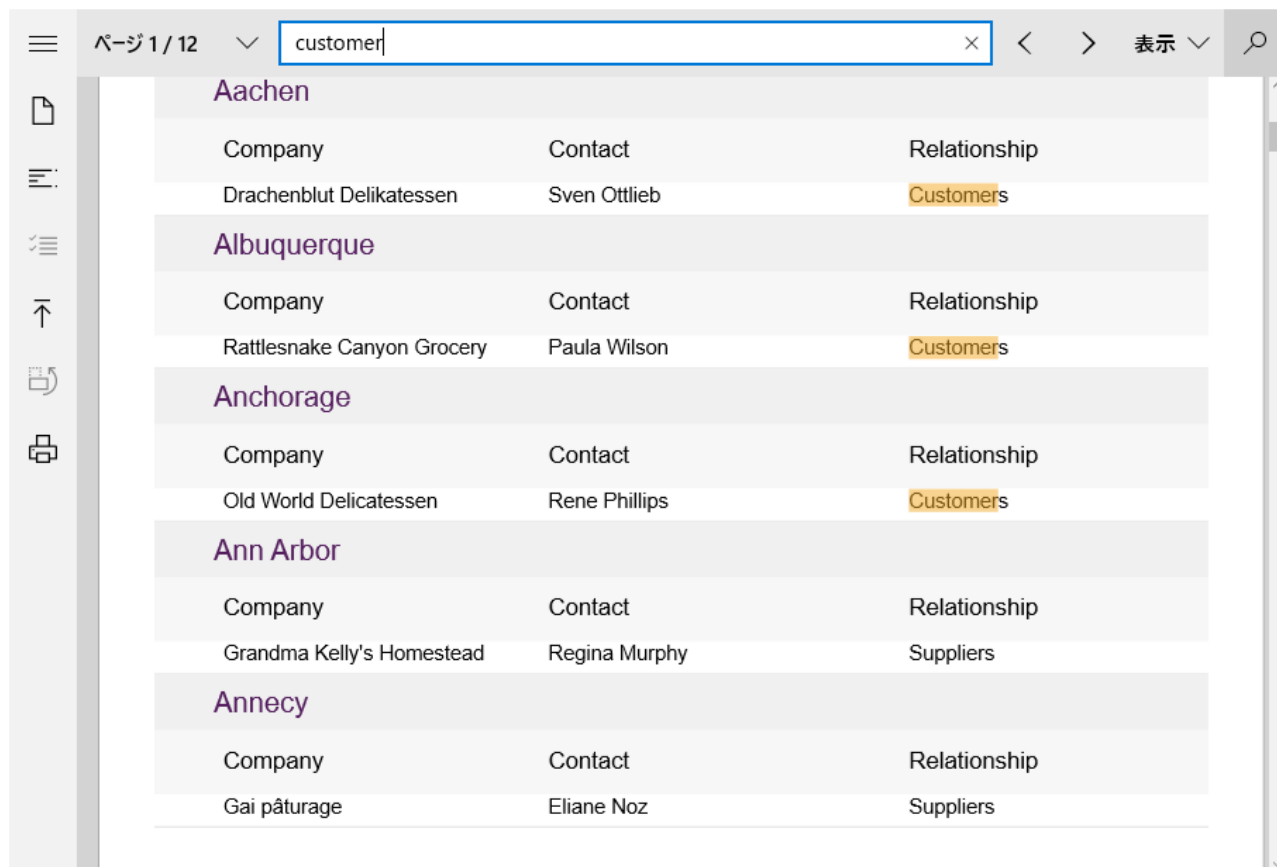 ページ 1 / 12 customer 表示
Aachen
Company Contact Relationship
Drachenblut Delikatessen Sven Ottlieb Customers
Albuquerque
Company Contact Relationship
Rattlesnake Canyon Grocery Paula Wilson Customers
Anchorage
Company Contact Relationship
Old World Delicatessen Rene Phillips Customers
Ann Arbor
Company Contact Relationship
Grandma Kelly's Homestead Regina Murphy Suppliers
Annecy
Company Contact Relationship
Gai pâturage Eliane Noz Suppliers